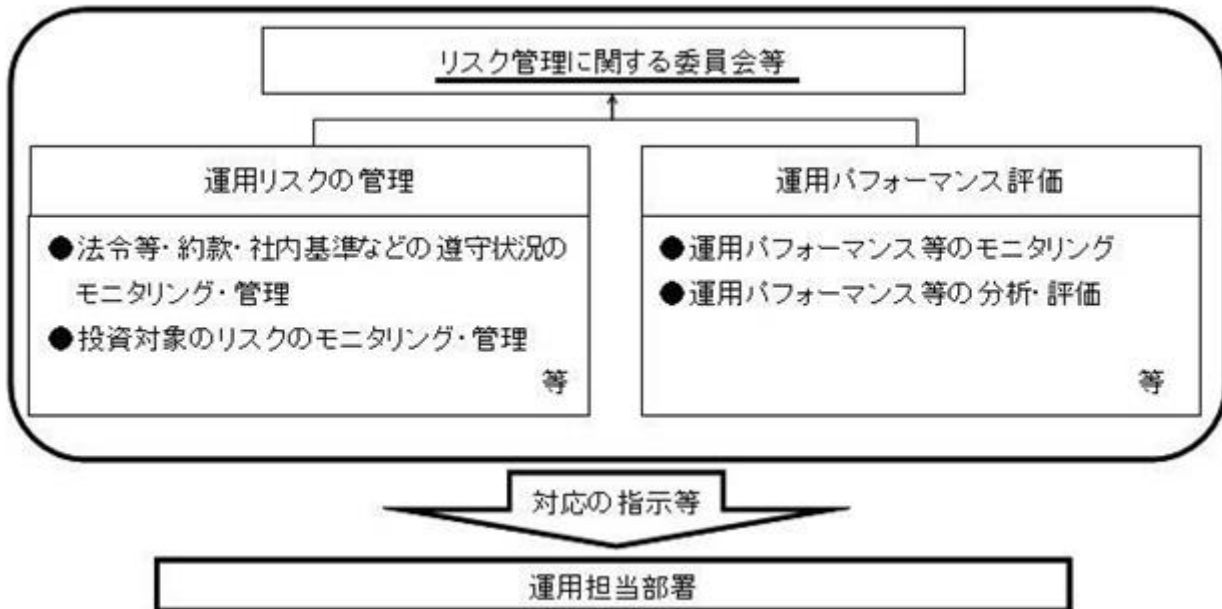 リスク管理に関する委員会等
運用リスクの管理
●法令等・約款・社内基準などの遵守状況の
モニタリング・管理
●投資対象のリスクのモニタリング・管理
等
運用パフォーマンス評価
●運用パフォーマンス等のモニタリング
●運用パフォーマンス等の分析・評価
等
対応の指示等
運用担当部署